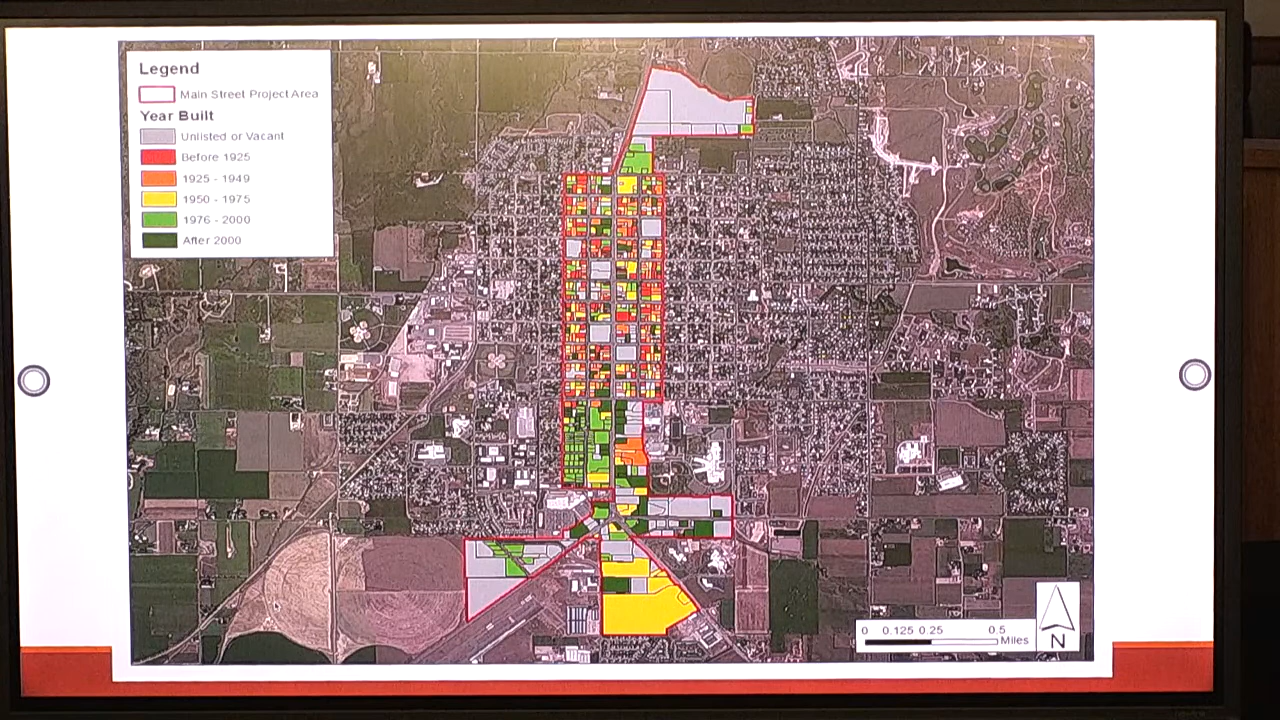 Legend
Main Street Project Area
Year Built
Unlisted or Vacant
Before 1925
1925 - 1949
1950 - 1975
1976 - 2000
After 2000
0 0.125 0.25 0.5
Miles
N